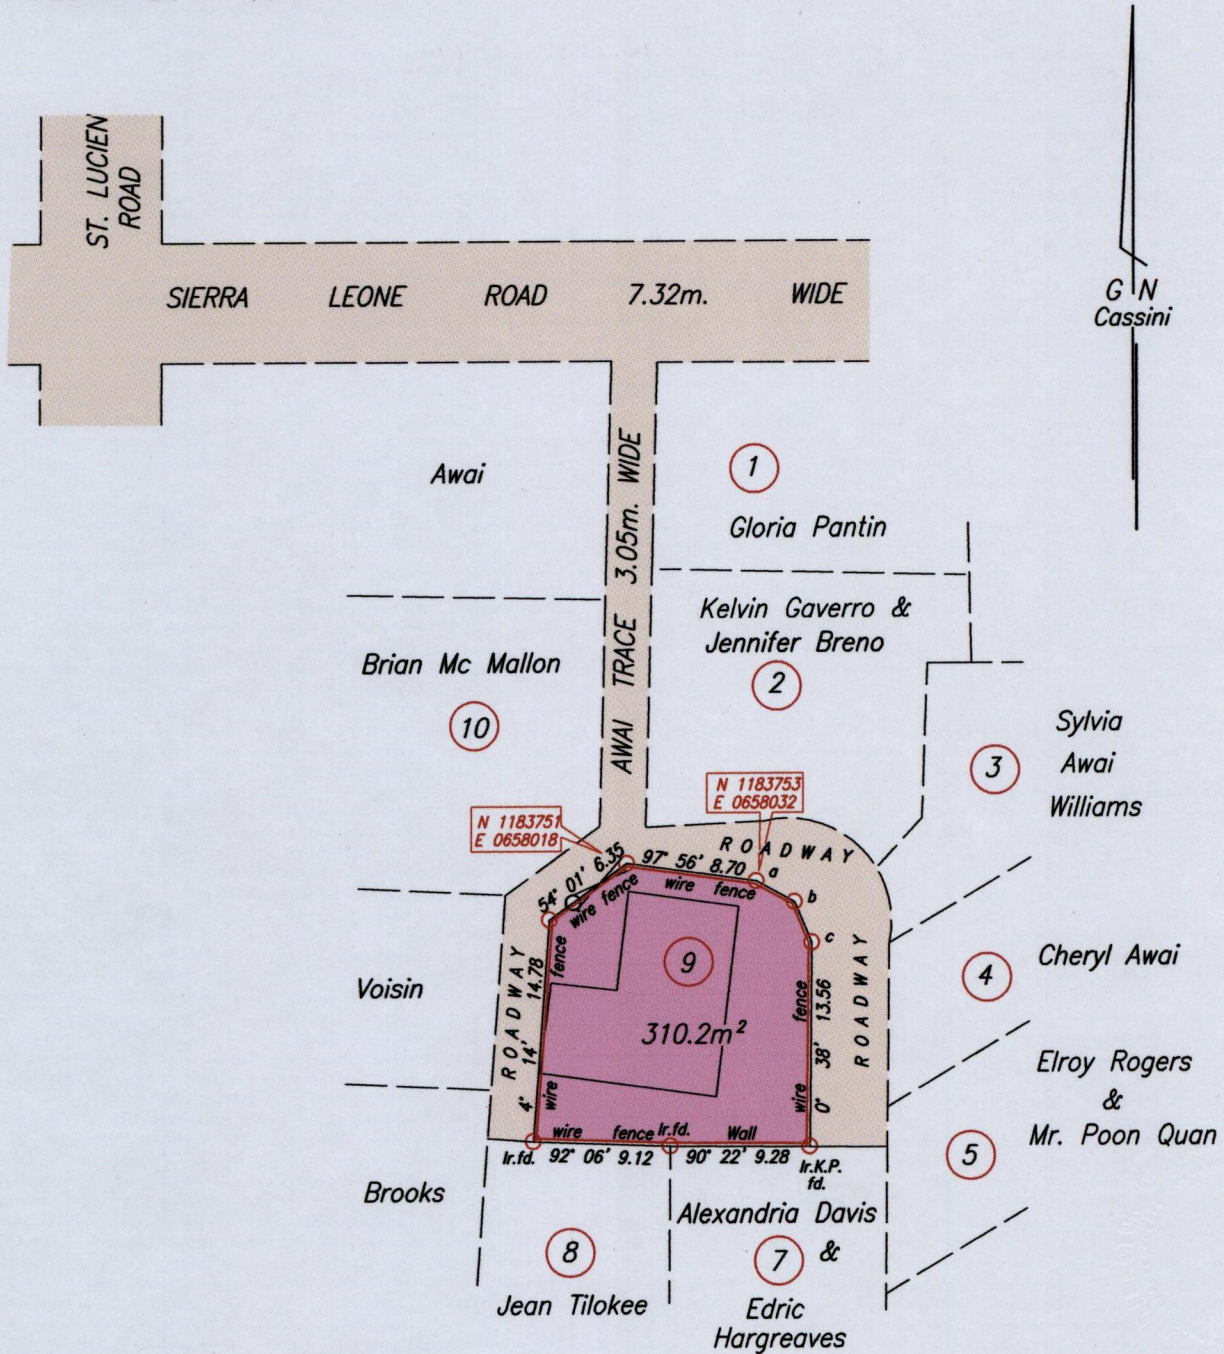 ST. LUCIEN
ROAD
SIERRA LEONE ROAD 7.32m. WIDE
G N
Cassini
AWAI TRACE 3.05m. WIDE
Awai
1
Gloria Pantin
Kelvin Gaverro &
Jennifer Breno
2
Brian Mc Mallon
10
Sylvia
Awai
Williams
3
N 1183753
E 0658032
N 1183751
E 0658018
ROADWAY
54° 01' 6.35
wire fence
97° 56' 8.70
wire fence
a
b
c
9
310.2m²
Voisin
ROADWAY
4° 14' 14.78
wire fence
ROADWAY
0° 38' 13.56
wire fence
Cheryl Awai
4
Elroy Rogers
&
Mr. Poon Quan
5
wire fence Ir.fd. Wall
Ir.fd. 92° 06' 9.12 90° 22' 9.28 Ir.K.P.
fd.
Brooks
8
Jean Tilokee
Alexandria Davis
7 &
Edric
Hargreaves